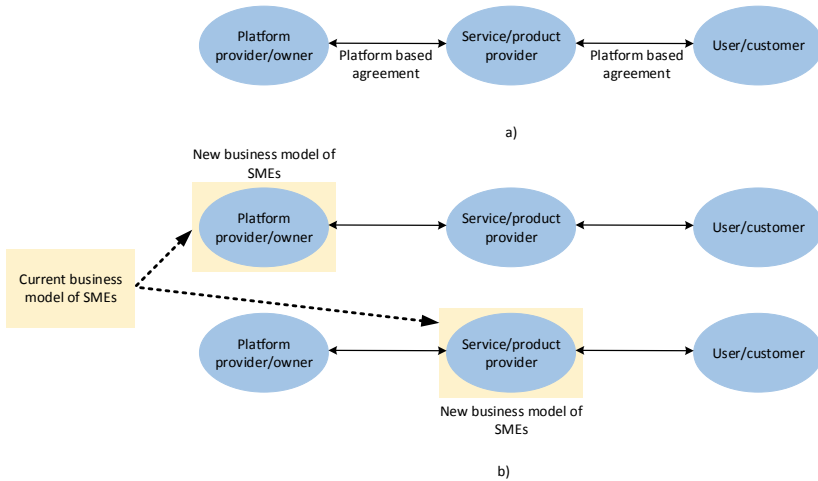 Platform
provider/owner
Service/product
provider
User/customer
Platform based
agreement
Platform based
agreement
a)
New business model of
SMEs
Platform
provider/owner
Service/product
provider
User/customer
Current business
model of SMEs
Platform
provider/owner
Service/product
provider
User/customer
New business model of
SMEs
b)